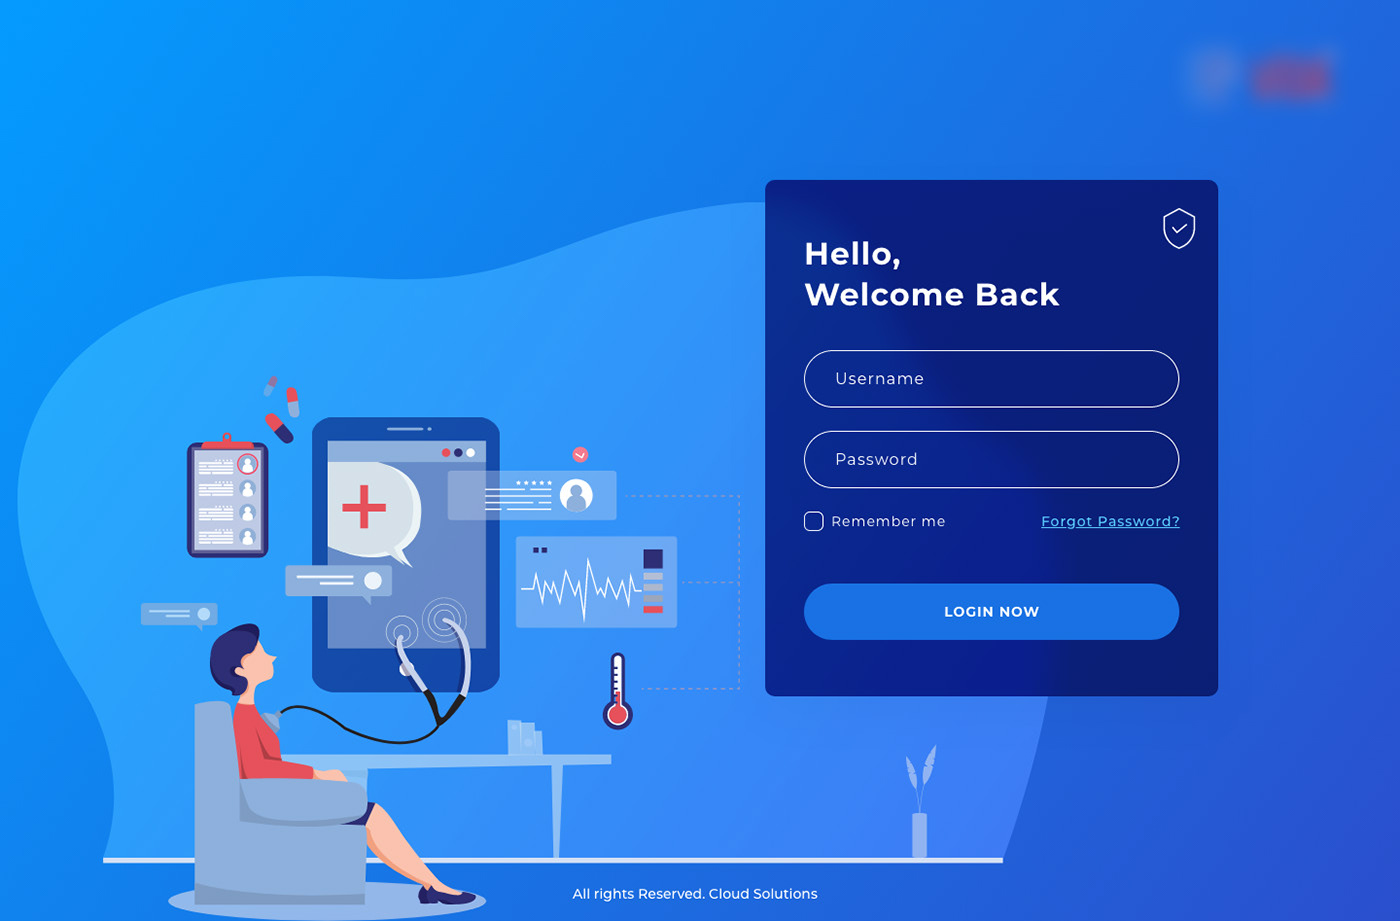 Hello,
Welcome Back
Username
Password
Remember me
Forgot Password?
LOGIN NOW
All rights Reserved. Cloud Solutions